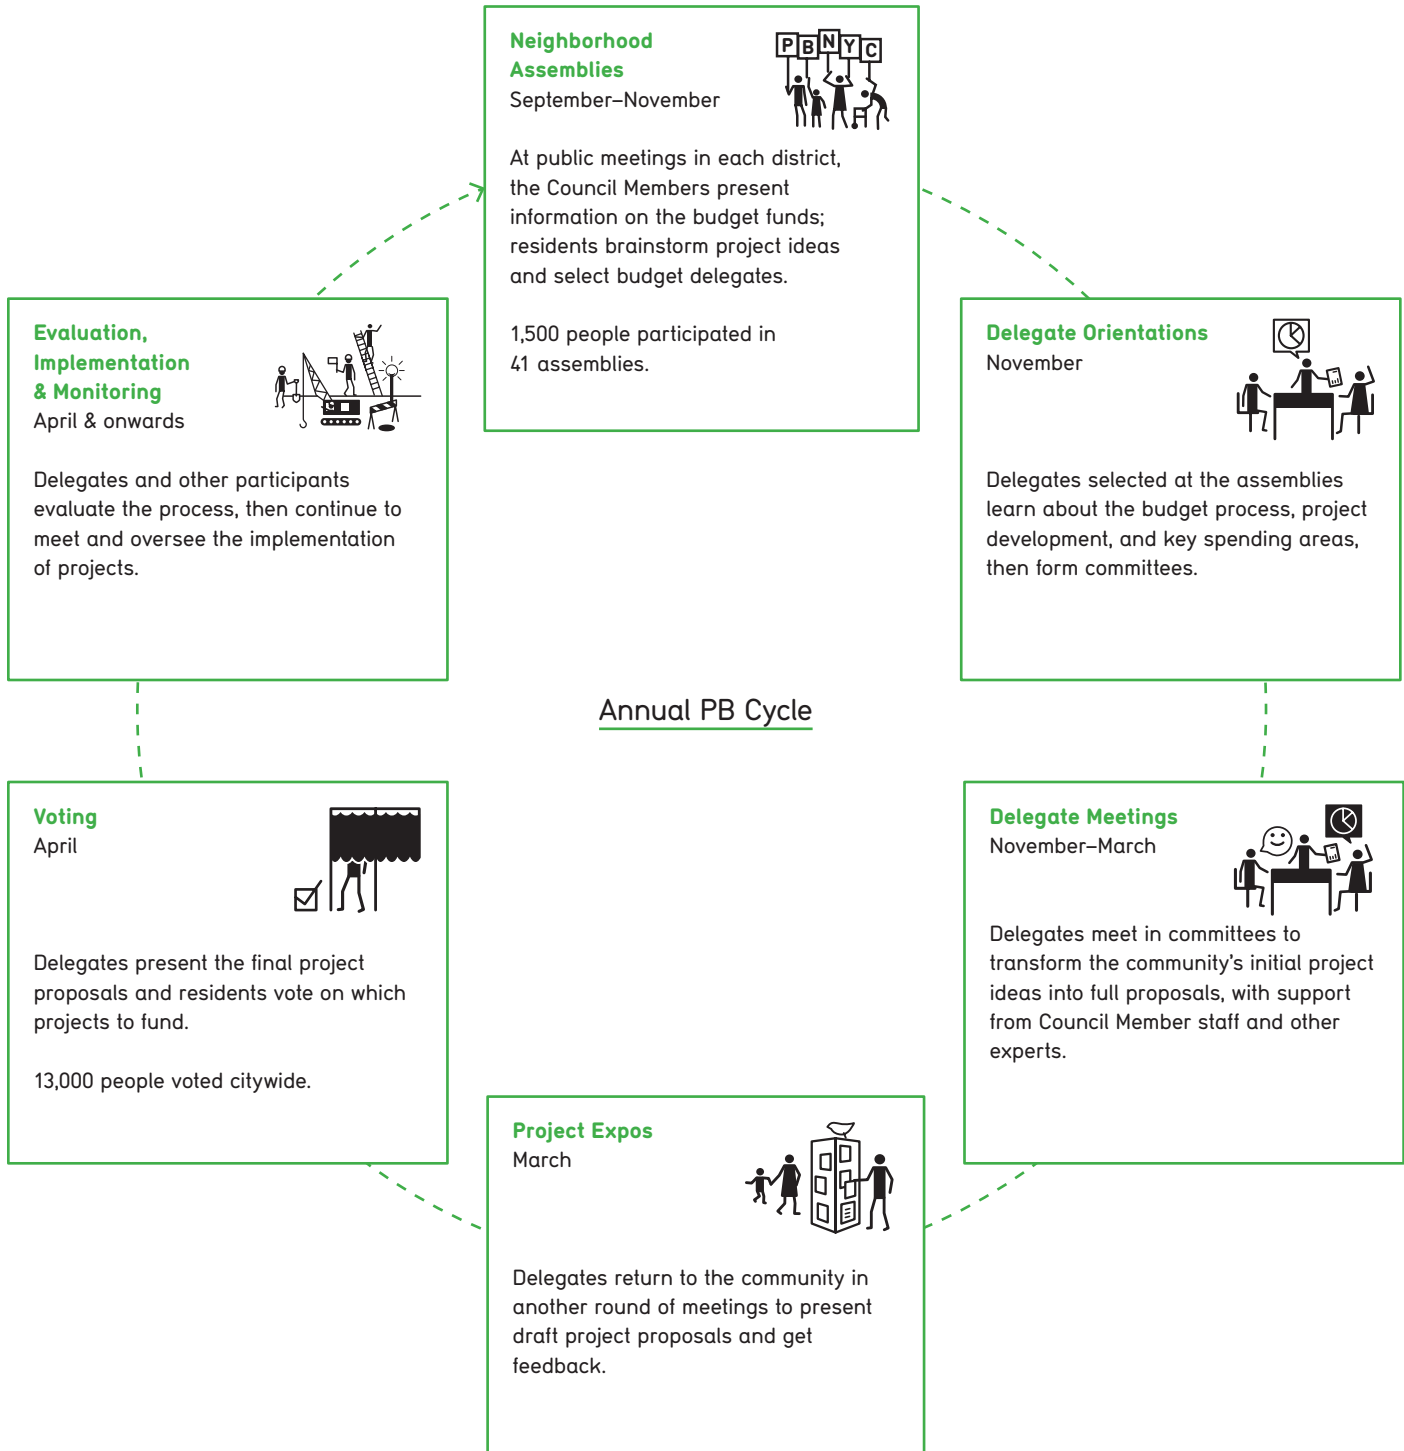 Neighborhood
Assemblies
September–November
P B N Y C
At public meetings in each district,
the Council Members present
information on the budget funds;
residents brainstorm project ideas
and select budget delegates.
1,500 people participated in
41 assemblies.
Delegate Orientations
November
Delegates selected at the assemblies
learn about the budget process, project
development, and key spending areas,
then form committees.
Delegate Meetings
November–March
Delegates meet in committees to
transform the community’s initial project
ideas into full proposals, with support
from Council Member staff and other
experts.
Project Expos
March
Delegates return to the community in
another round of meetings to present
draft project proposals and get
feedback.
Voting
April
Delegates present the final project
proposals and residents vote on which
projects to fund.
13,000 people voted citywide.
Evaluation,
Implementation
& Monitoring
April & onwards
Delegates and other participants
evaluate the process, then continue to
meet and oversee the implementation
of projects.
Annual PB Cycle